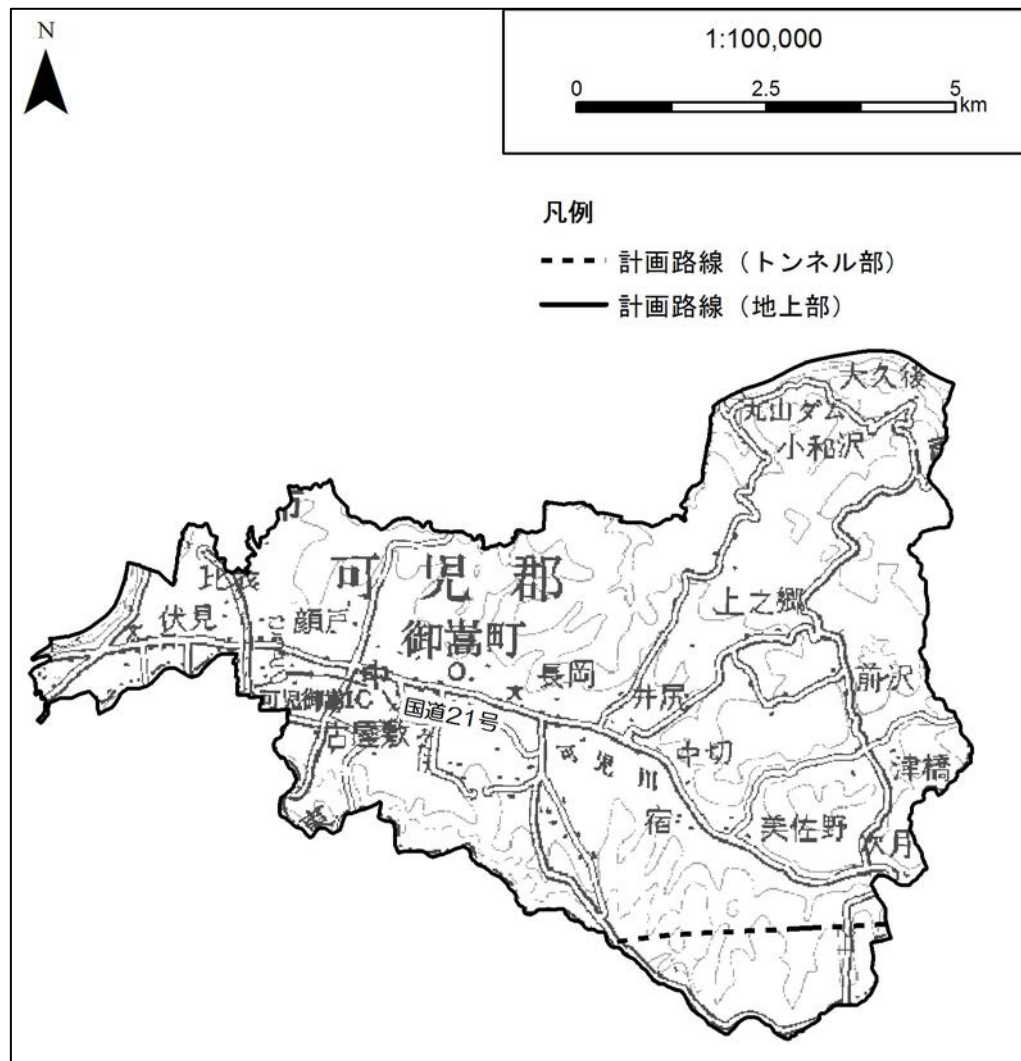 N
1:100,000
0 2.5 5
km
凡例
計画路線（トンネル部）
計画路線（地上部）
大久後
丸山ダム
小和沢
可児郡
上之郷
比衣
伏見
顔戸
御嵩町
中
長岡
井尻
前沢
可児御嵩IC
国道21号
古屋敷
中切
津橋
可児川
宿
美佐野
次月